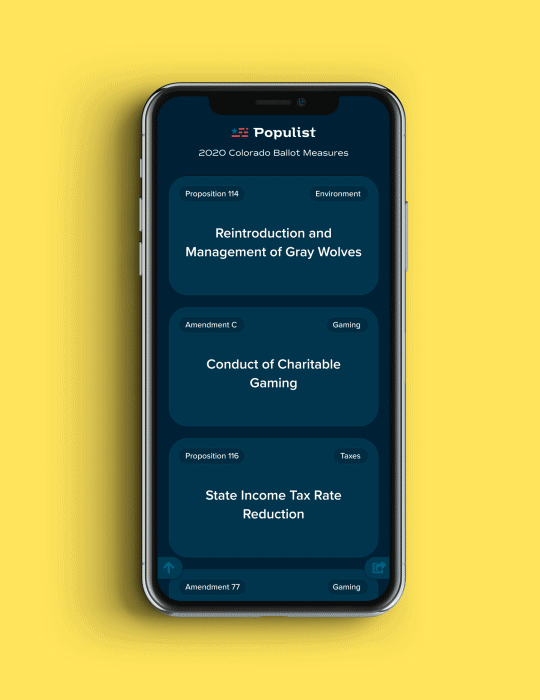 Populist
2020 Colorado Ballot Measures
Proposition 114
Environment
Reintroduction and
Management of Gray Wolves
Amendment C
Gaming
Conduct of Charitable
Gaming
Proposition 116
Taxes
State Income Tax Rate
Reduction
Amendment 77
Gaming